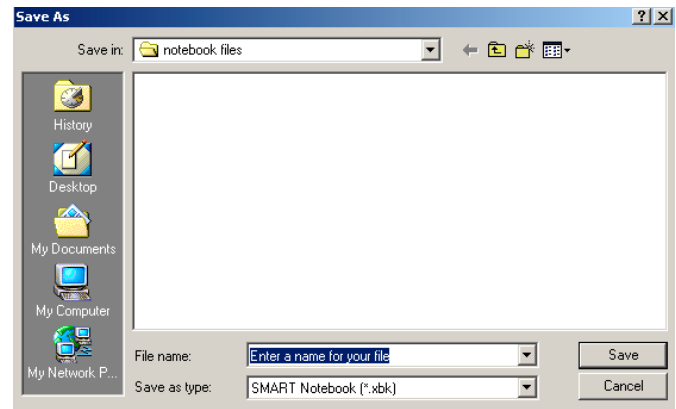 Save As
Save in: notebook files
History
Desktop
My Documents
My Computer
My Network P...
File name: Enter a name for your file Save
Save as type: SMART Notebook (*.xbk) Cancel